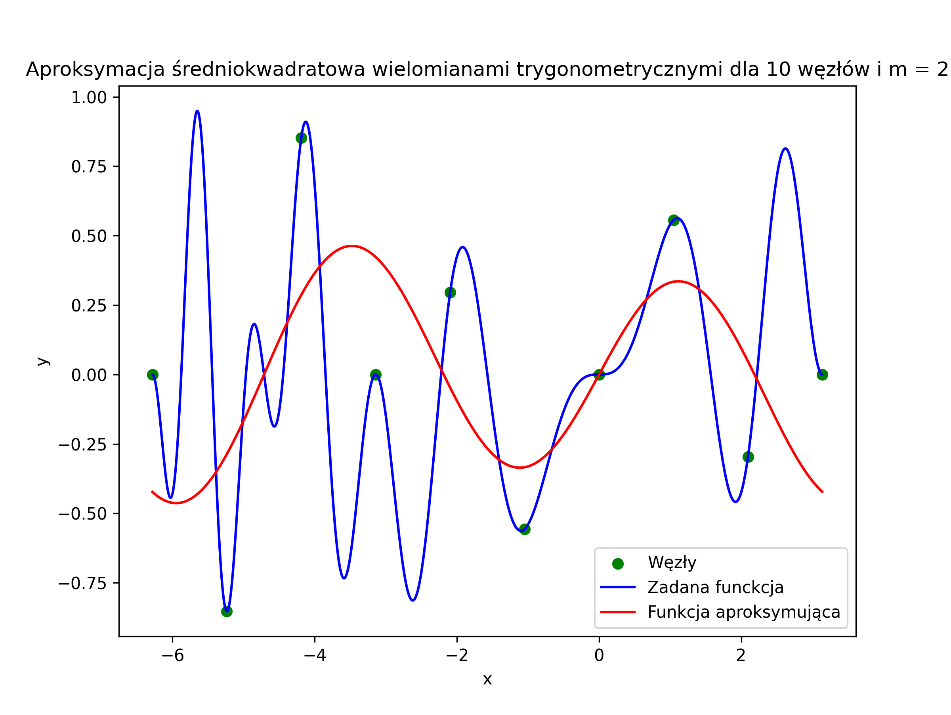 Aproksymacja średniokwadratowa wielomianami trygonometrycznymi dla 10 węzłów i m = 2
1.00
0.75
0.50
0.25
0.00
−0.25
−0.50
−0.75
y
−6
−4
−2
0
2
x
Węzły
Zadana funckcja
Funkcja aproksymująca